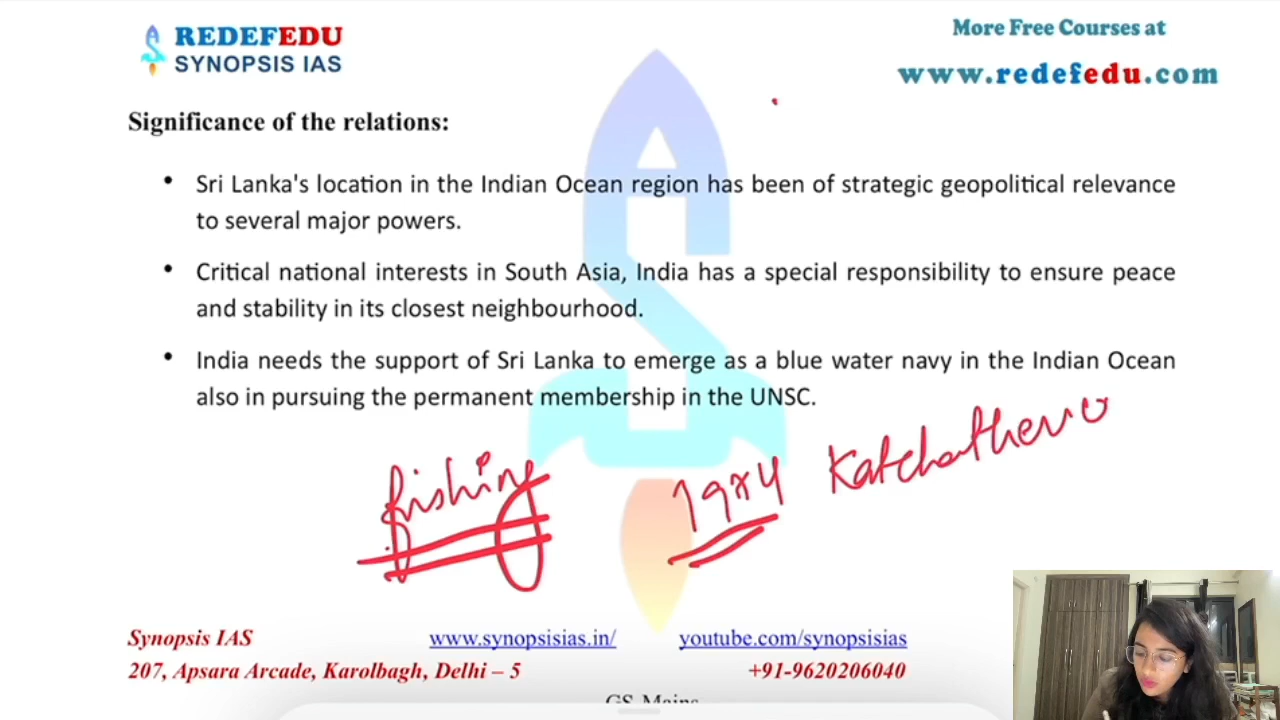 REDEFEDU
SYNOPSIS IAS
More Free Courses at
www.redefedu.com
Significance of the relations:
• Sri Lanka's location in the Indian Ocean region has been of strategic geopolitical relevance
to several major powers.
• Critical national interests in South Asia, India has a special responsibility to ensure peace
and stability in its closest neighbourhood.
• India needs the support of Sri Lanka to emerge as a blue water navy in the Indian Ocean
also in pursuing the permanent membership in the UNSC.
fishing
1974
Synopsis IAS
www.synopsisias.in/
youtube.com/synopsisias
207, Apsara Arcade, Karolbagh, Delhi – 5
+91-9620206040
GS Mains